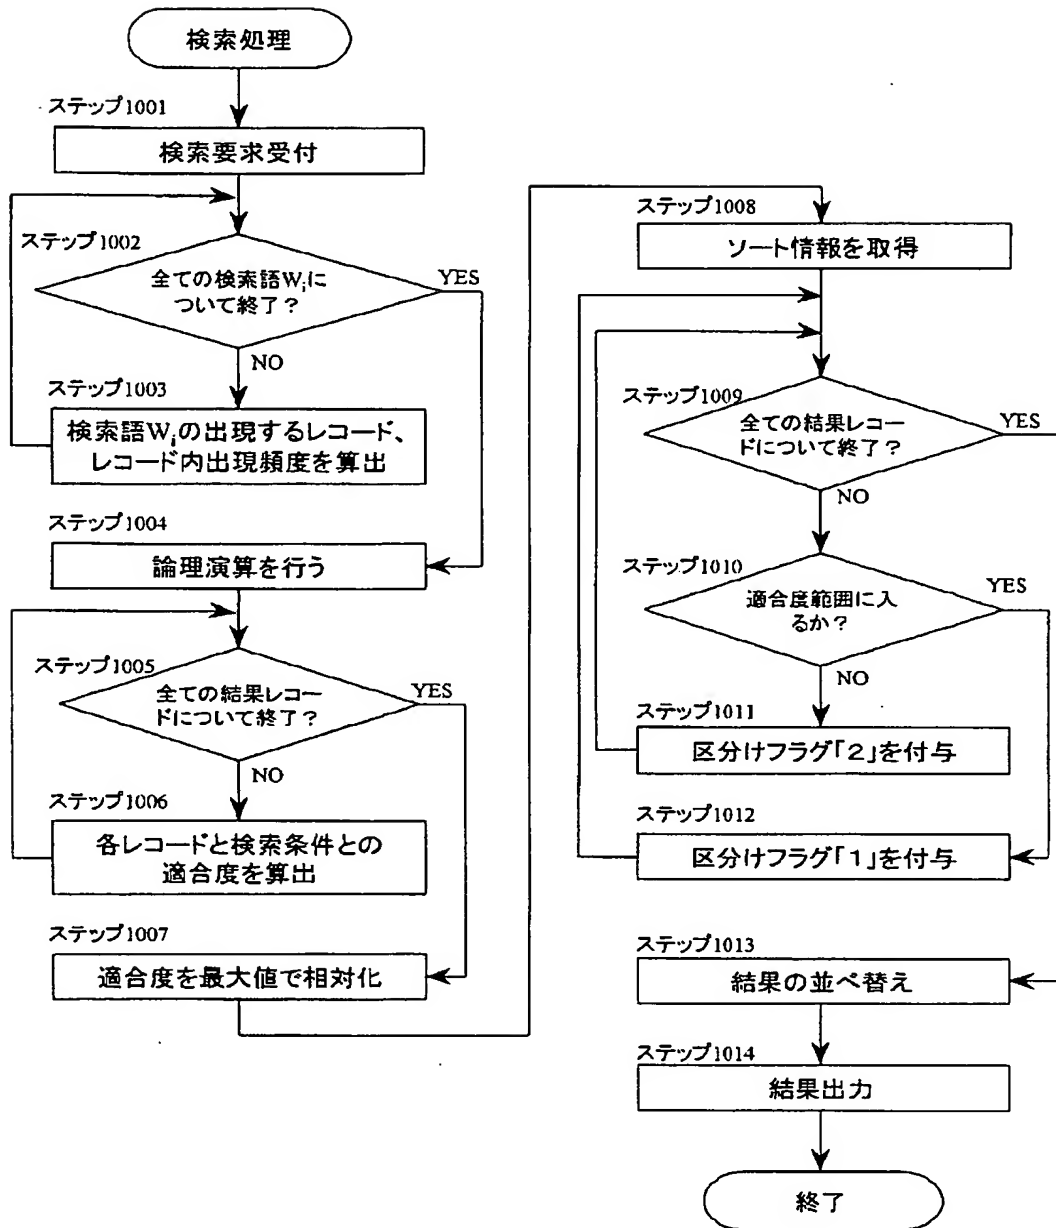 検索処理
ステップ1001
検索要求受付
ステップ1002
全ての検索語Wiに
ついて終了？
YES
NO
ステップ1003
検索語Wiの出現するレコード、
レコード内出現頻度を算出
ステップ1004
論理演算を行う
ステップ1005
全ての結果レコー
ドについて終了？
YES
NO
ステップ1006
各レコードと検索条件との
適合度を算出
ステップ1007
適合度を最大値で相対化
ステップ1008
ソート情報を取得
ステップ1009
全ての結果レコー
ドについて終了？
YES
NO
ステップ1010
適合度範囲に入
るか？
YES
NO
ステップ1011
区分けフラグ「２」を付与
ステップ1012
区分けフラグ「１」を付与
ステップ1013
結果の並べ替え
ステップ1014
結果出力
終了